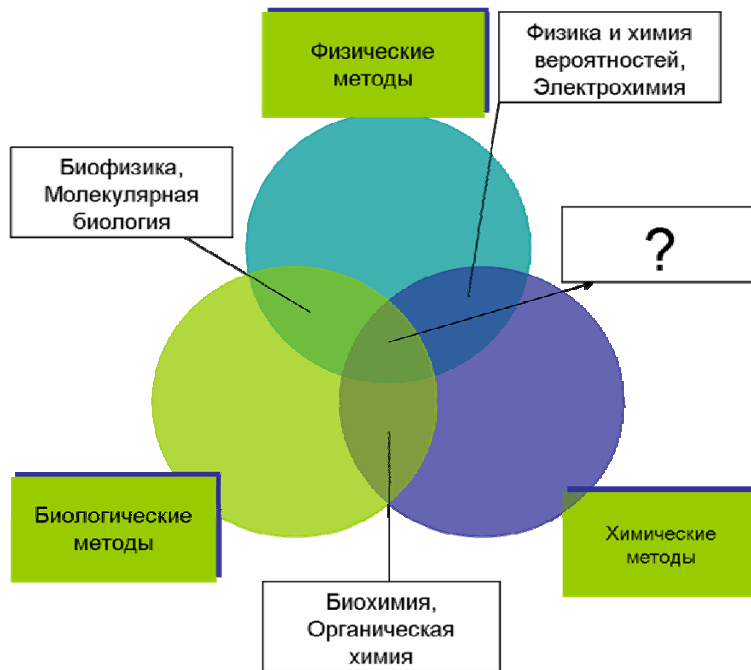 Физические
методы
Физика и химия
вероятностей,
Электрохимия
Биофизика,
Молекулярная
биология
?
Биологические
методы
Химические
методы
Биохимия,
Органическая
химия